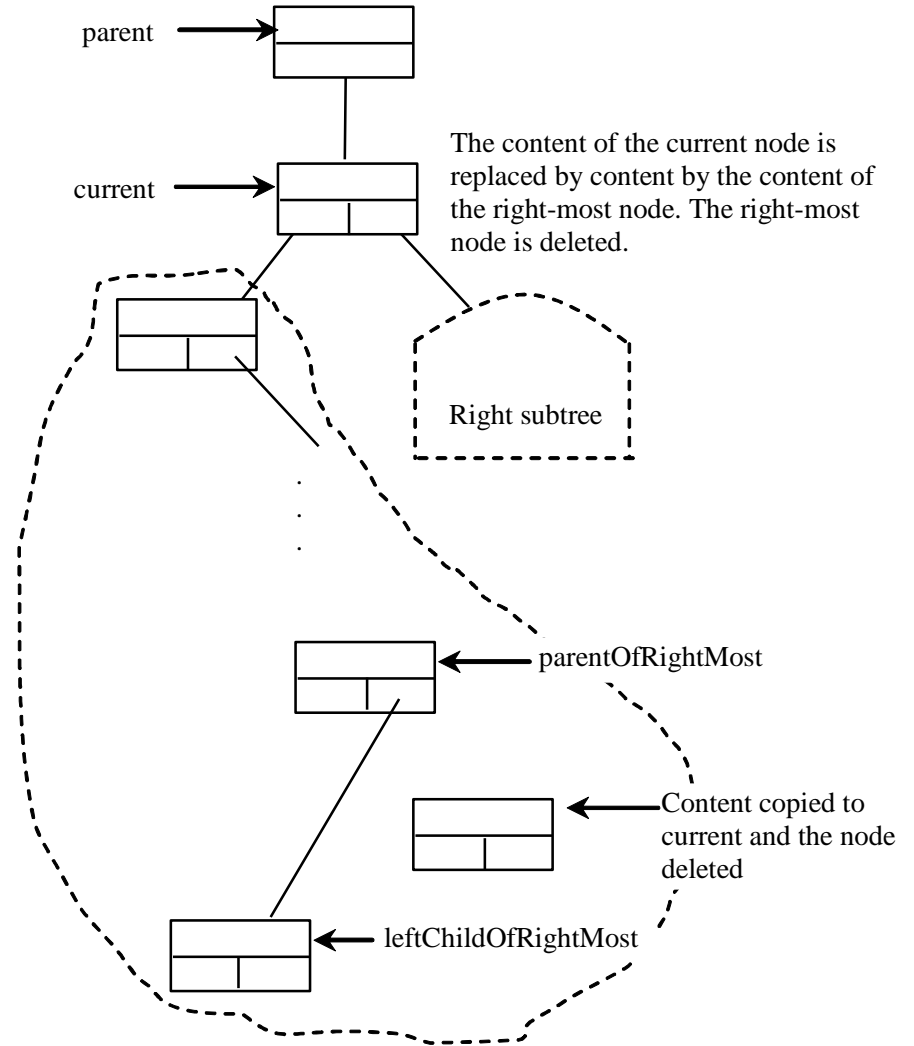 parent
The content of the current node is
replaced by content by the content of
the right-most node. The right-most
node is deleted.
current
Right subtree
.
.
.
parentOfRightMost
Content copied to
current and the node
deleted
leftChildOfRightMost